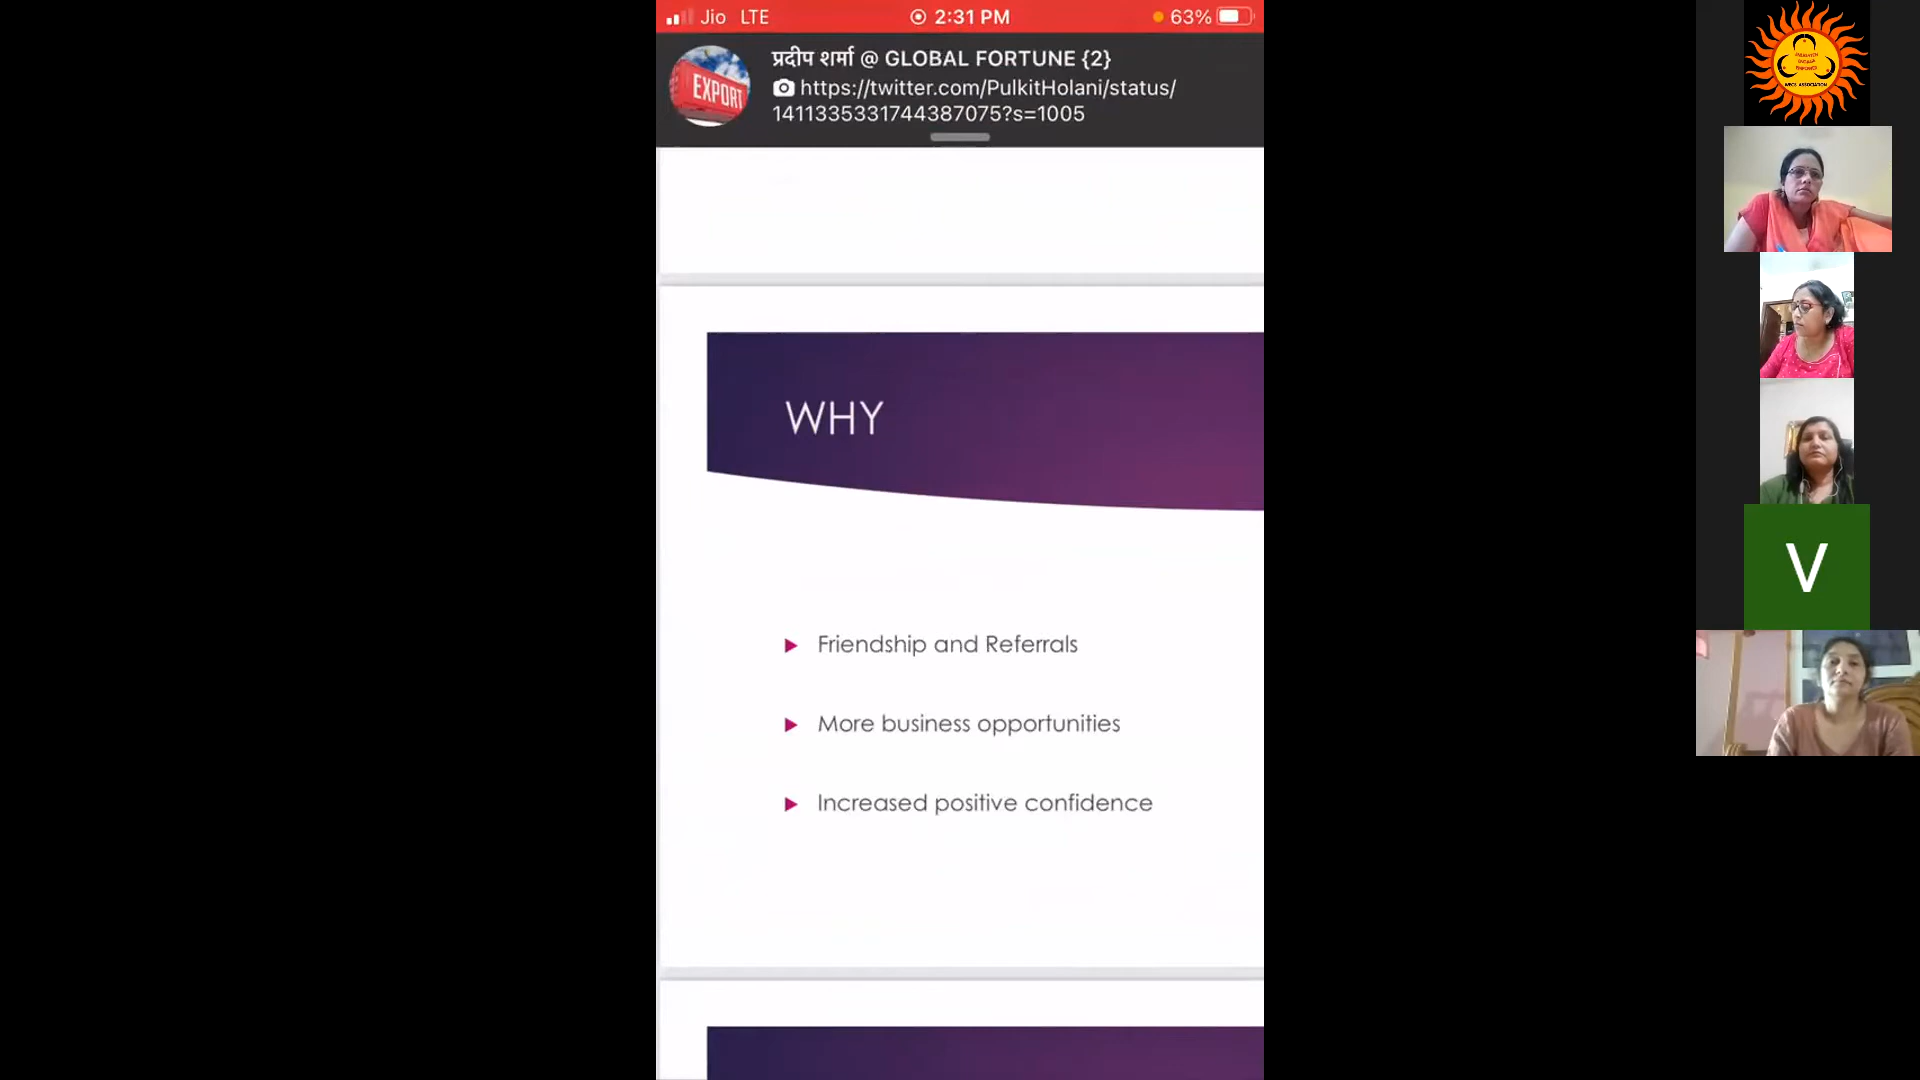 Jio LTE 2:31 PM 63%
प्रदीप शर्मा @ GLOBAL FORTUNE {2}
https://twitter.com/PulkitHolani/status/
1411335331744387075?s=1005
EXPORT
WHY
Friendship and Referrals
More business opportunities
Increased positive confidence
V